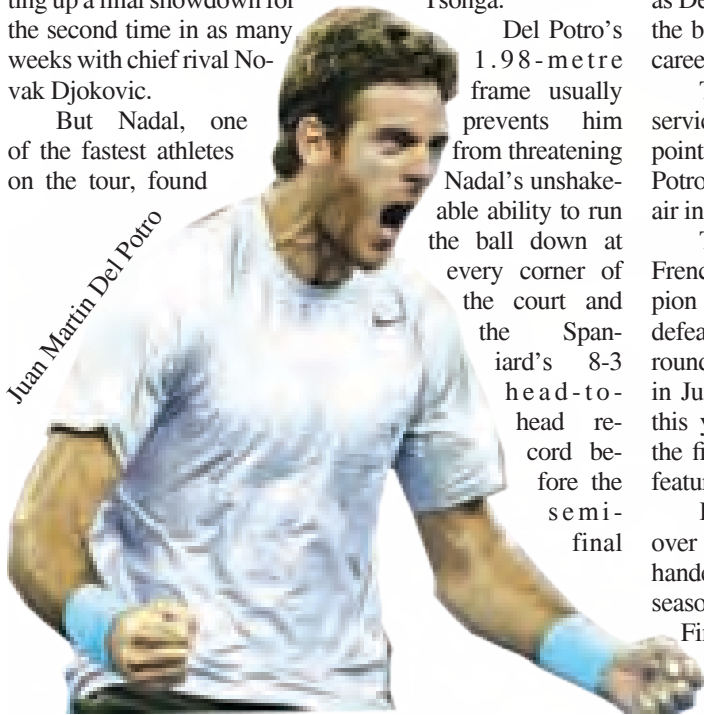 ting up a final showdown for
the second time in as many
weeks with chief rival No-
vak Djokovic.
But Nadal, one
of the fastest athletes
on the tour, found
Juan Martin Del Potro
Tsonga.
Del Potro's
1.98-metre
frame usually
prevents him
from threatening
Nadal's unshake-
able ability to run
the ball down at
every corner of
the court and
the Span-
iard's 8-3
head-to-
head re-
cord be-
fore the
semi-
final
as De
the b
caree
T
servic
point
Potro
air in
T
Frenc
pion
defea
round
in Ju
this y
the fi
featu
over
hande
seaso
Fi